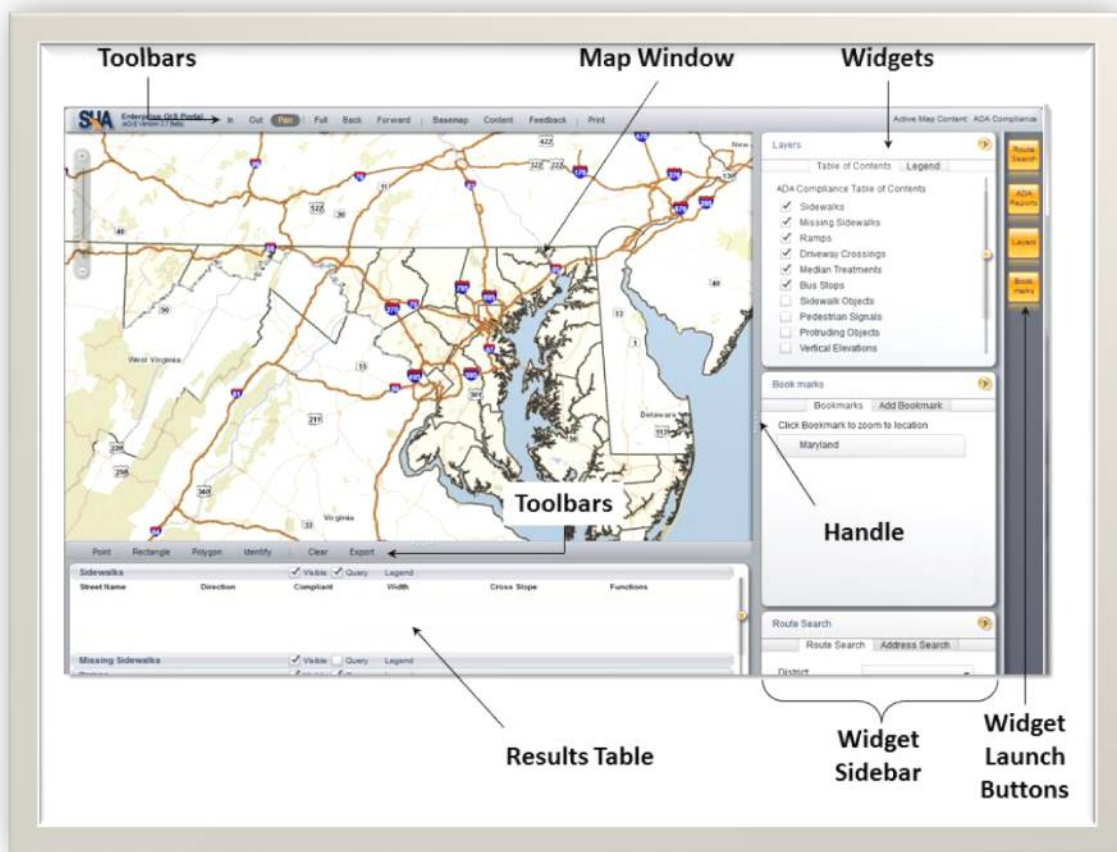 Toolbars
Map Window
Widgets
SHA
Enterprise GIS Portal
In Out Pan Full Back Forward Basemap Content Feedback Print
Active Map Content: ADA Compliance
Layers
Table of Contents Legend
ADA Compliance Table of Contents
Sidewalks
Missing Sidewalks
Ramps
Driveway Crossings
Median Treatments
Bus Stops
Sidewalk Objects
Pedestrian Signals
Protruding Objects
Vertical Elevations
Route Search
ADA Reports
Layers
Book marks
West Virginia
Virginia
Delaware
New
Book marks
Bookmarks Add Bookmark
Click Bookmark to zoom to location
Maryland
Toolbars
Handle
Point Rectangle Polygon Identify Clear Export
Sidewalks Visible Query Legend
Street Name Direction Compliant Width Cross Slope Functions
Missing Sidewalks Visible Query Legend
Route Search
Route Search Address Search
District
Results Table
Widget
Sidebar
Widget
Launch
Buttons